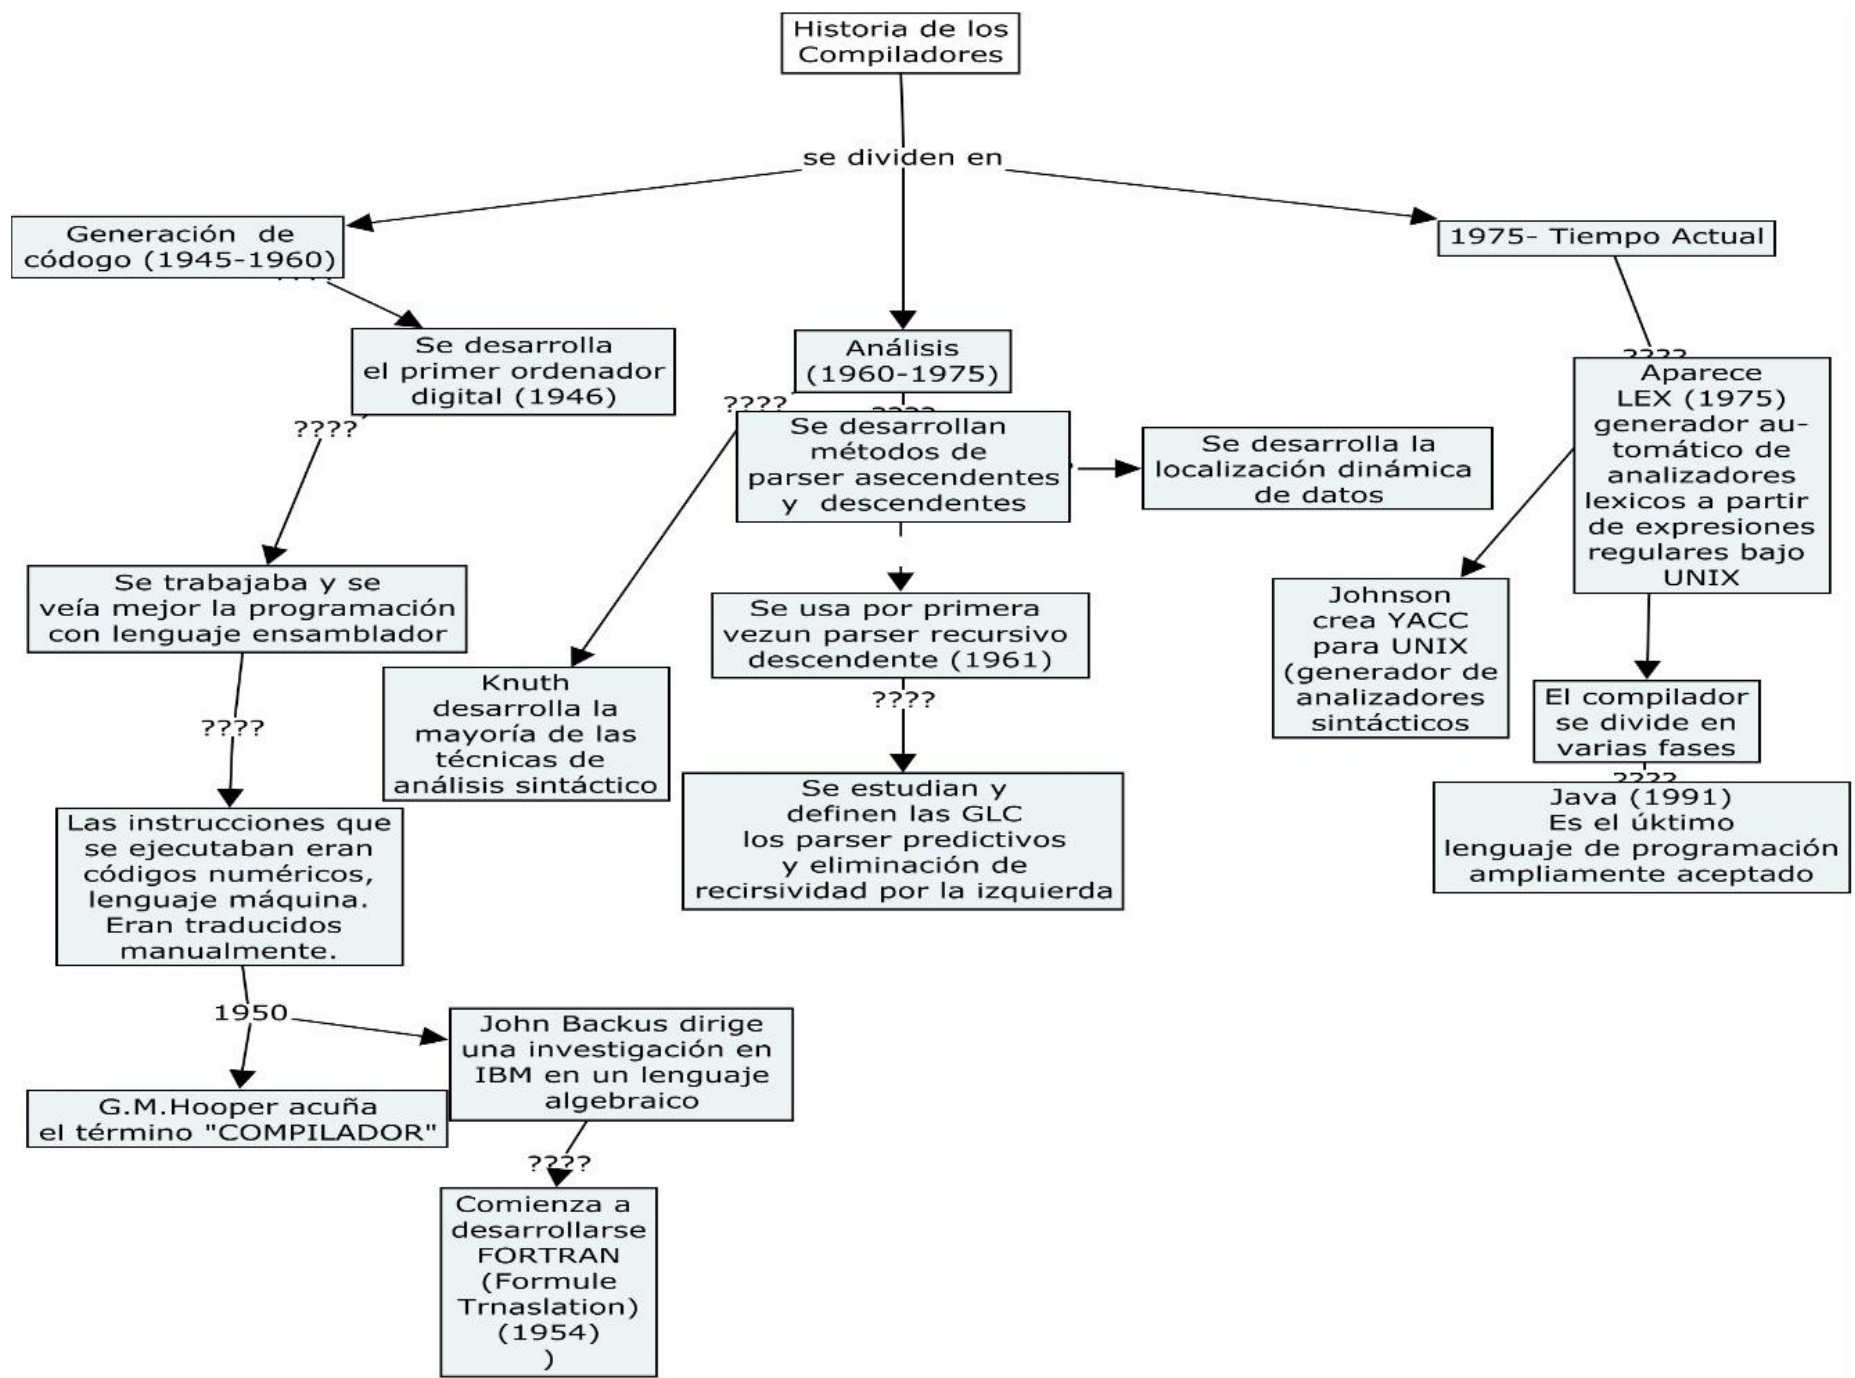 Historia de los
Compiladores
se dividen en
Generación de
códogo (1945-1960)
Se desarrolla
el primer ordenador
digital (1946)
????
Se trabajaba y se
veía mejor la programación
con lenguaje ensamblador
????
Las instrucciones que
se ejecutaban eran
códigos numéricos,
lenguaje máquina.
Eran traducidos
manualmente.
1950
G.M.Hooper acuña
el término "COMPILADOR"
John Backus dirige
una investigación en
IBM en un lenguaje
algebraico
????
Comienza a
desarrollarse
FORTRAN
(Formule
Trnaslation)
(1954)
)
Análisis
(1960-1975)
????
????
Se desarrollan
métodos de
parser asecendentes
y descendentes
Se desarrolla la
localización dinámica
de datos
Knuth
desarrolla la
mayoría de las
técnicas de
análisis sintáctico
Se usa por primera
vezun parser recursivo
descendente (1961)
????
Se estudian y
definen las GLC
los parser predictivos
y eliminación de
recirsividad por la izquierda
1975- Tiempo Actual
????
Aparece
LEX (1975)
generador au-
tomático de
analizadores
lexicos a partir
de expresiones
regulares bajo
UNIX
Johnson
crea YACC
para UNIX
(generador de
analizadores
sintácticos
El compilador
se divide en
varias fases
????
Java (1991)
Es el úktimo
lenguaje de programación
ampliamente aceptado